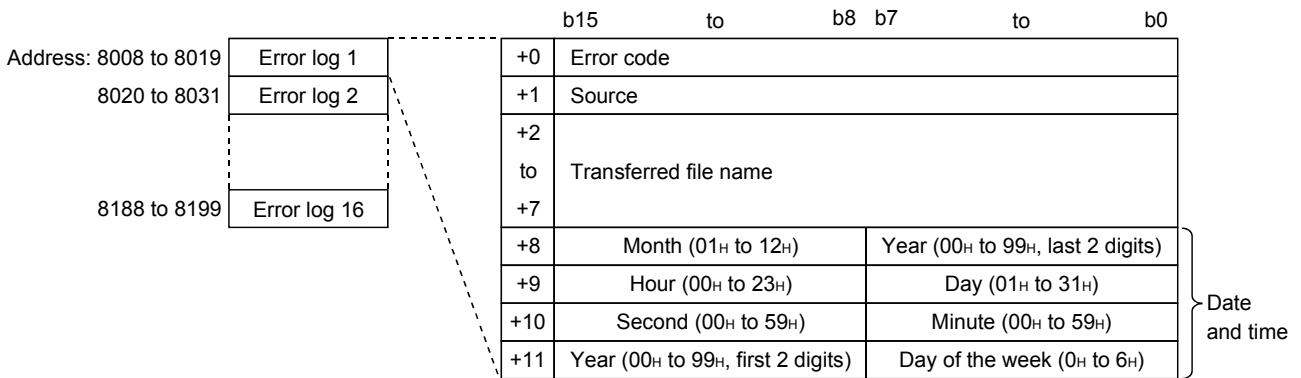 b15 to b8 b7 to b0
Address: 8008 to 8019 Error log 1 +0 Error code
8020 to 8031 Error log 2 +1 Source
+2
to Transferred file name
+7
8188 to 8199 Error log 16
+8 Month (01H to 12H) Year (00H to 99H, last 2 digits)
+9 Hour (00H to 23H) Day (01H to 31H)
+10 Second (00H to 59H) Minute (00H to 59H)
+11 Year (00H to 99H, first 2 digits) Day of the week (0H to 6H)
Date
and time